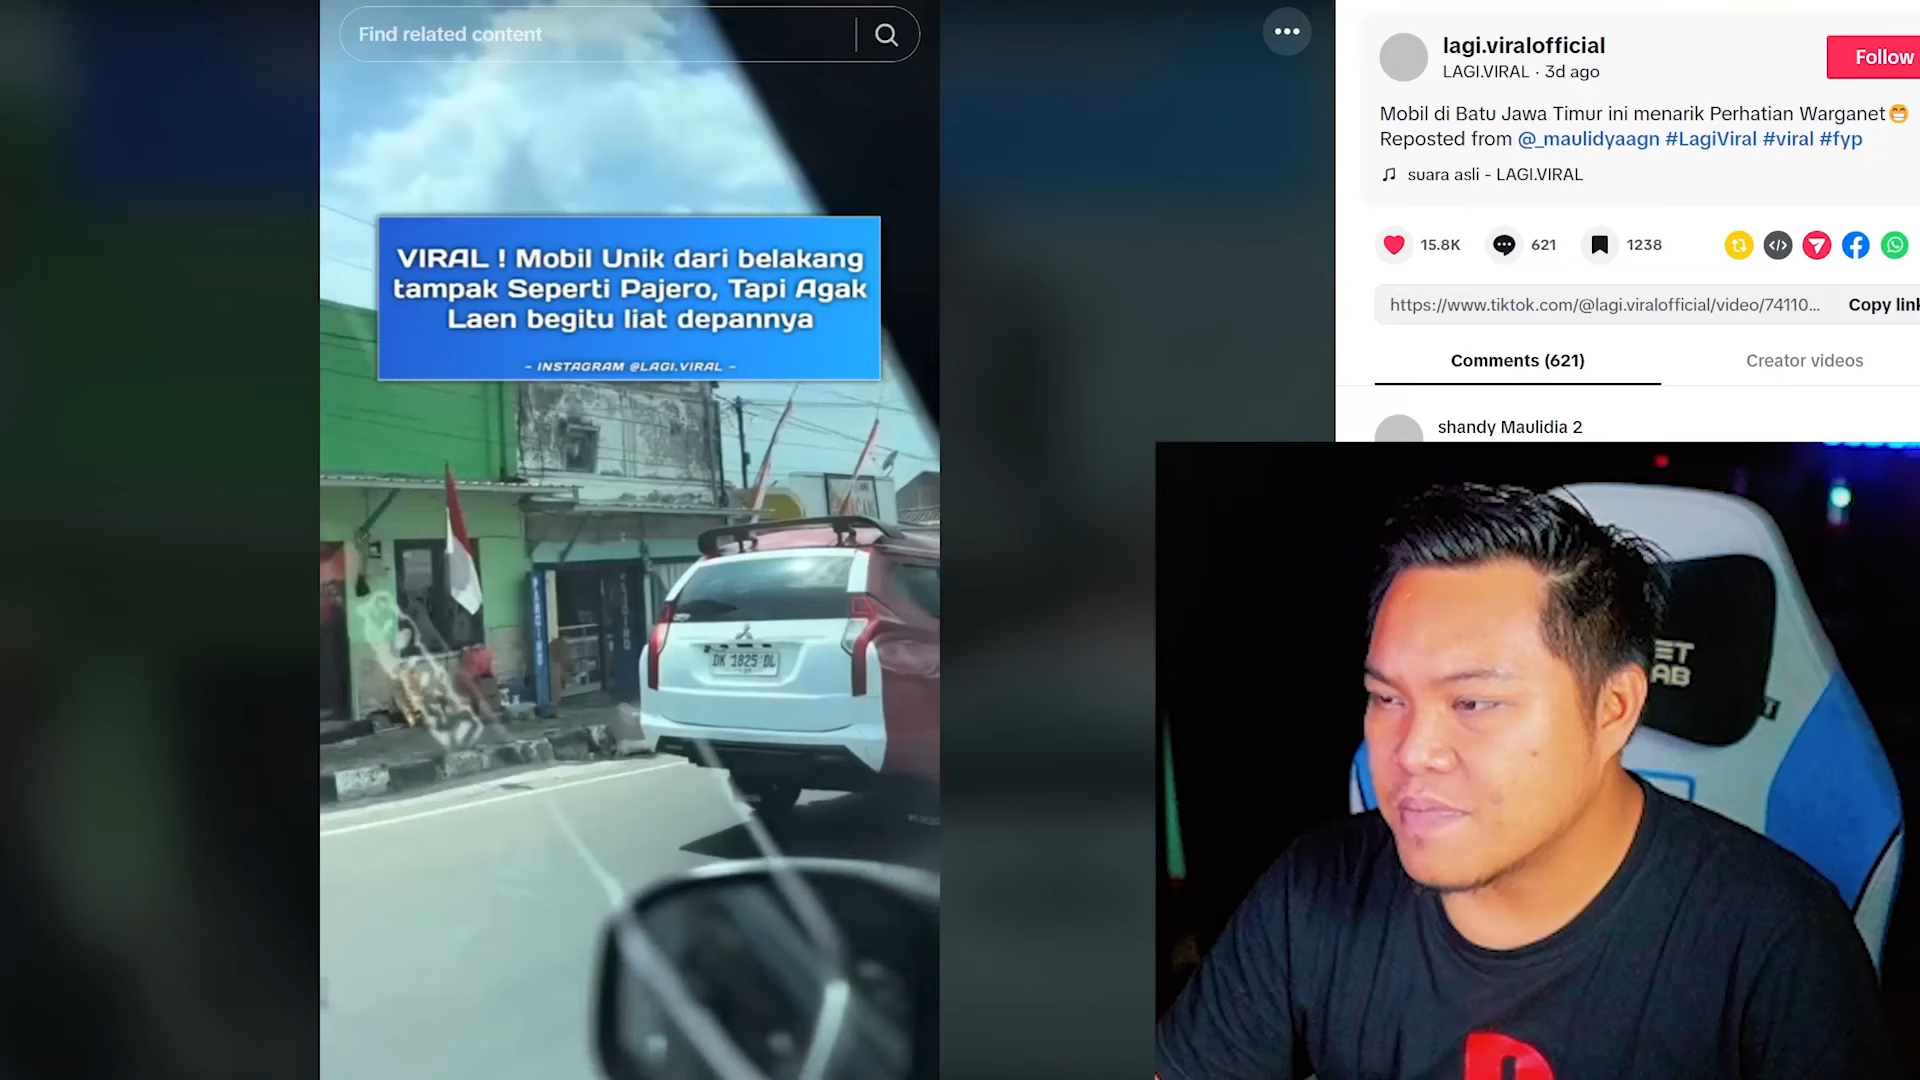 Find related content
VIRAL ! Mobil Unik dari belakang
tampak Seperti Pajero, Tapi Agak
Laen begitu liat depannya
- INSTAGRAM @LAGI.VIRAL -
DK 1825 DL
lagi.viralofficial
LAGI.VIRAL · 3d ago
Follow
Mobil di Batu Jawa Timur ini menarik Perhatian Warganet😁
Reposted from @_maulidyaagn #LagiViral #viral #fyp
suara asli - LAGI.VIRAL
15.8K
621
1238
https://www.tiktok.com/@lagi.viralofficial/video/74110...
Copy link
Comments (621)
Creator videos
shandy Maulidia 2